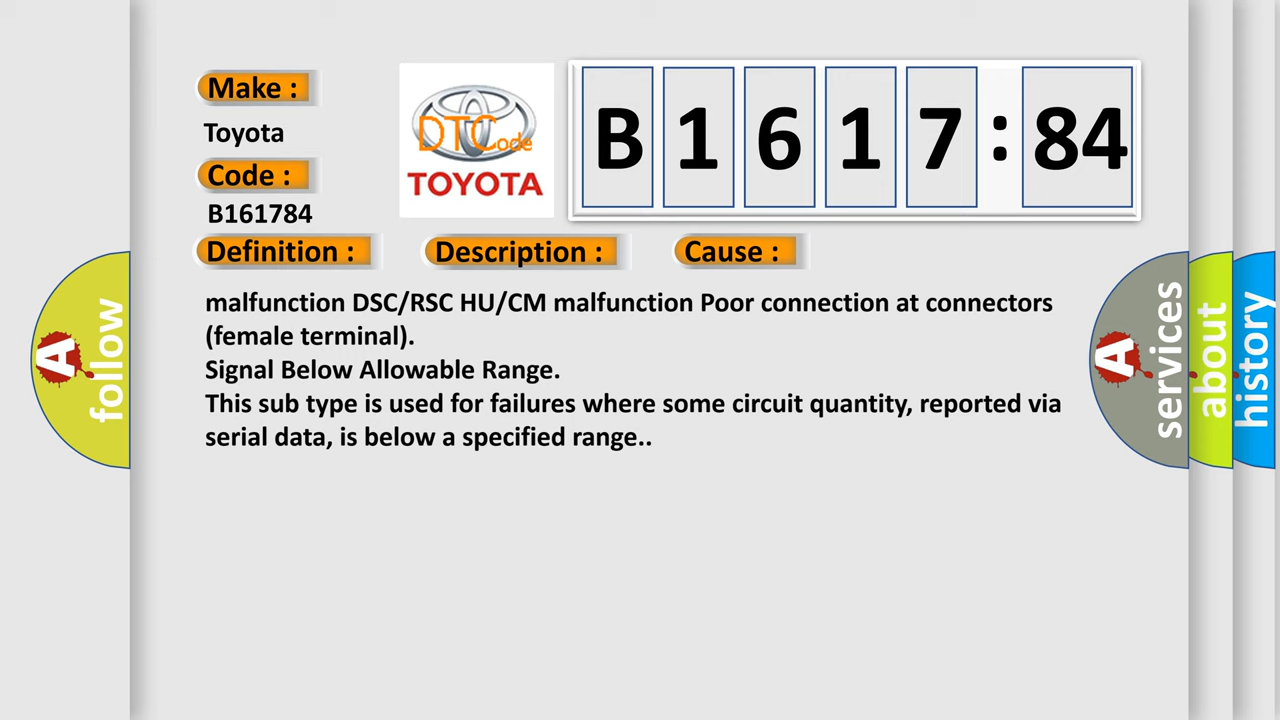 Make :
Toyota
Code :
B161784
DTCode
TOYOTA
B 1 6 1 7 : 84
Definition :
Description :
Cause :
malfunction DSC/RSC HU/CM malfunction Poor connection at connectors
(female terminal).
Signal Below Allowable Range.
This sub type is used for failures where some circuit quantity, reported via
serial data, is below a specified range..
A follow
A services
about
history